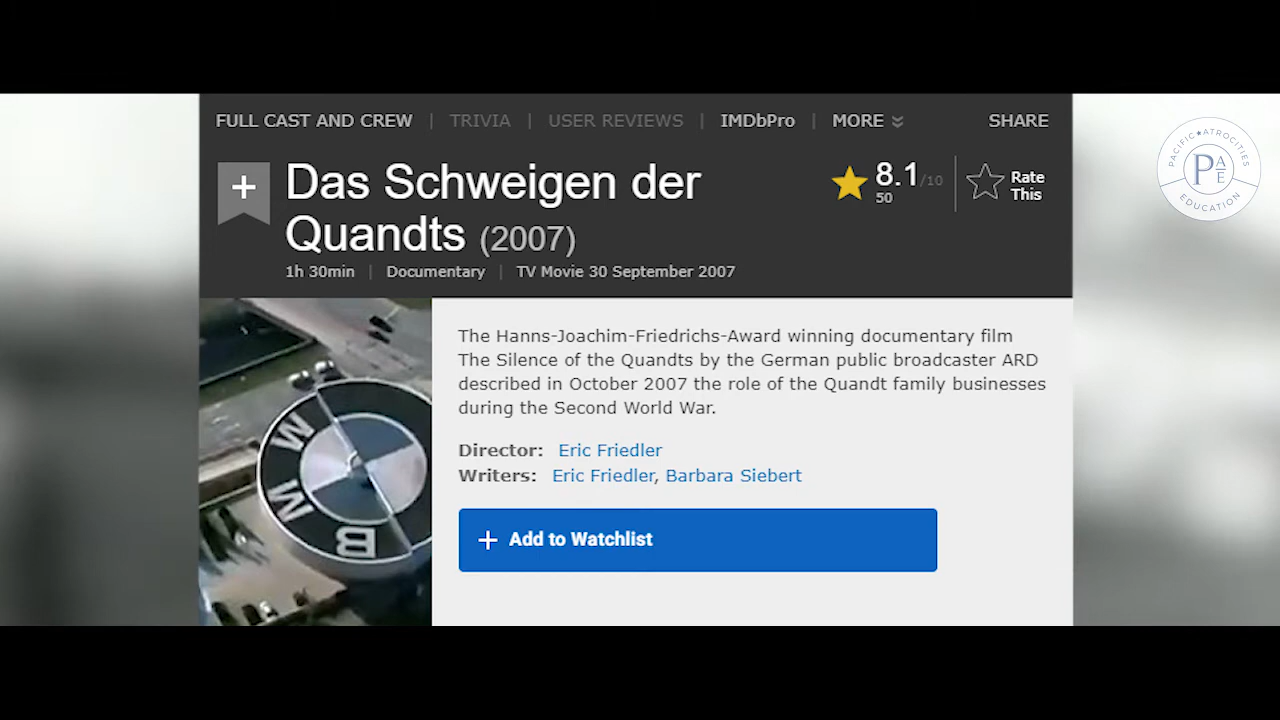 FULL CAST AND CREW | TRIVIA | USER REVIEWS | IMDbPro | MORE SHARE
PACIFIC★ATROCITIES
PAE
EDUCATION
+ Das Schweigen der
Quandts (2007)
8.1/10
50
Rate
This
1h 30min | Documentary | TV Movie 30 September 2007
The Hanns-Joachim-Friedrichs-Award winning documentary film
The Silence of the Quandts by the German public broadcaster ARD
described in October 2007 the role of the Quandt family businesses
during the Second World War.
Director: Eric Friedler
Writers: Eric Friedler, Barbara Siebert
+ Add to Watchlist
BMW